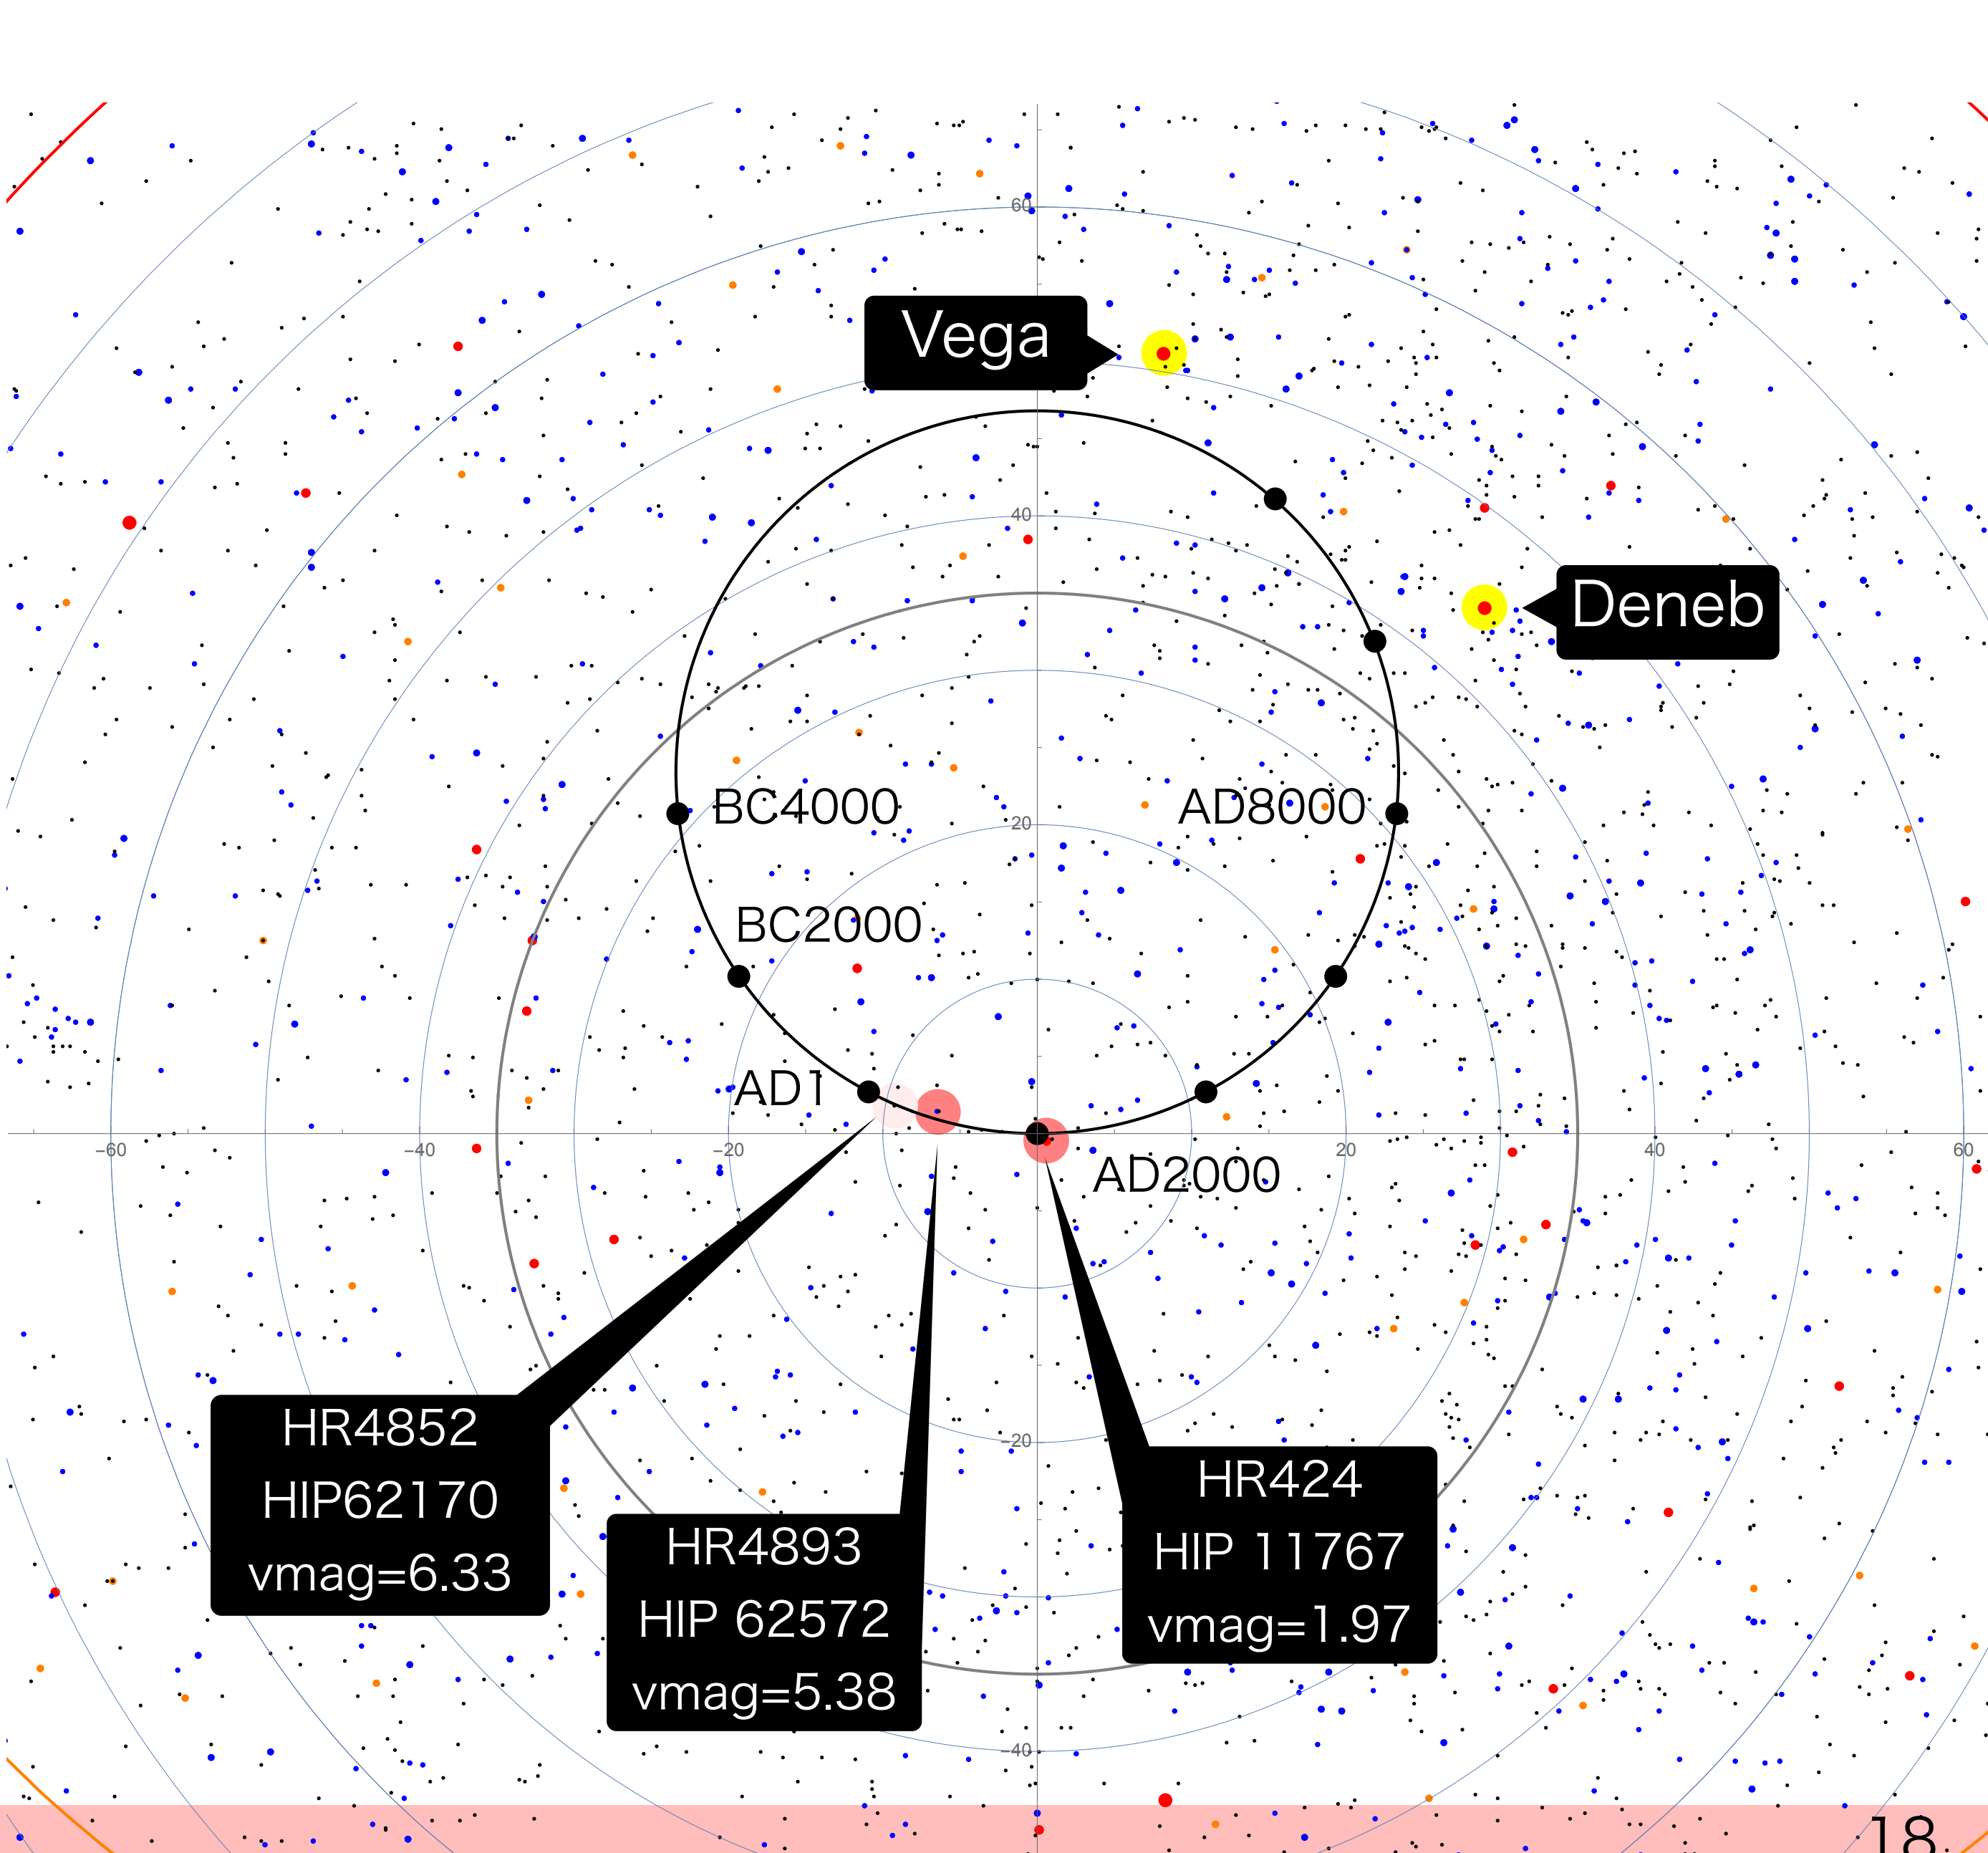 60
Vega
40
Deneb
BC4000
AD8000
20
BC2000
AD1
−60
−40
−20
20
40
60
AD2000
HR4852
HIP62170
vmag=6.33
−20
HR424
HIP 11767
vmag=1.97
HR4893
HIP 62572
vmag=5.38
−40
18